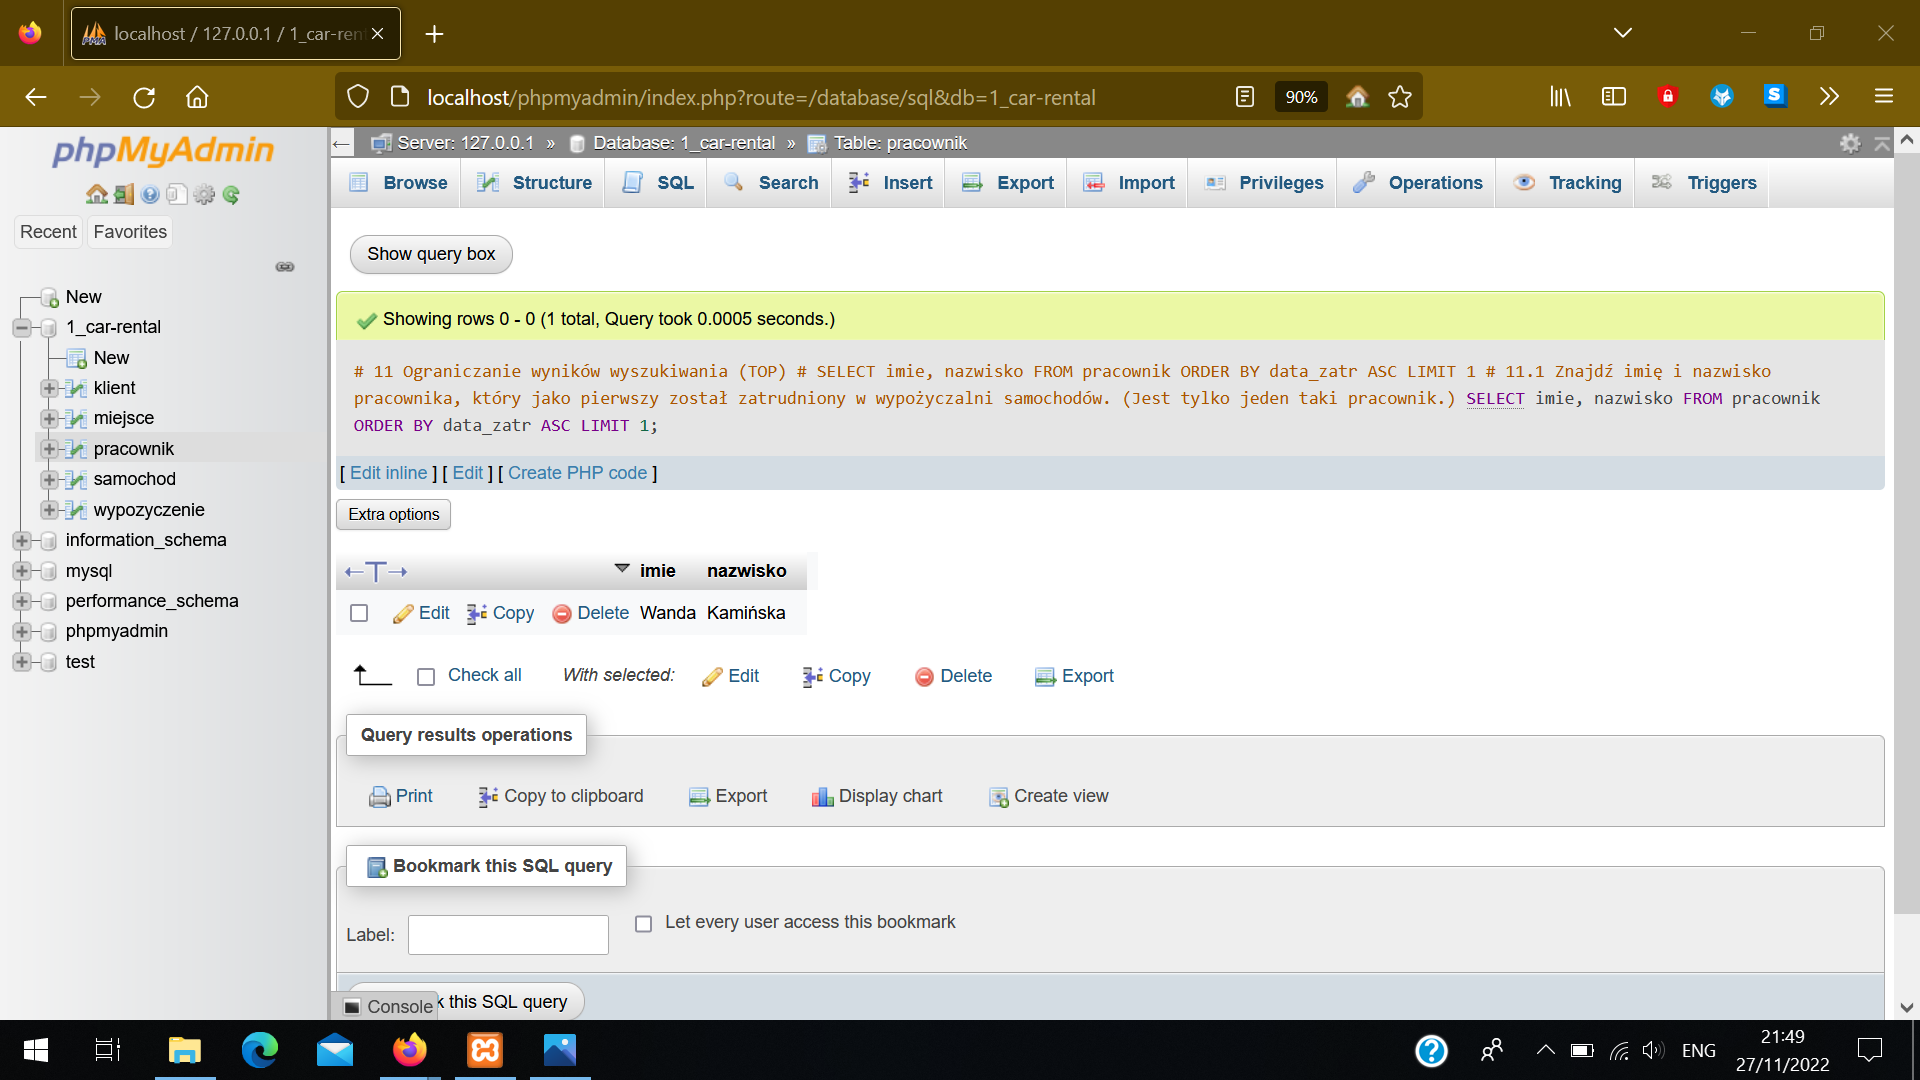 localhost / 127.0.0.1 / 1_car-ren
localhost/phpmyadmin/index.php?route=/database/sql&db=1_car-rental
90%
phpMyAdmin
Recent
Favorites
New
1_car-rental
New
klient
miejsce
pracownik
samochod
wypozyczenie
information_schema
mysql
performance_schema
phpmyadmin
test
Server: 127.0.0.1 » Database: 1_car-rental » Table: pracownik
Browse Structure SQL Search Insert Export Import Privileges Operations Tracking Triggers
Show query box
Showing rows 0 - 0 (1 total, Query took 0.0005 seconds.)
# 11 Ograniczanie wyników wyszukiwania (TOP) # SELECT imie, nazwisko FROM pracownik ORDER BY data_zatr ASC LIMIT 1 # 11.1 Znajdź imię i nazwisko
pracownika, który jako pierwszy został zatrudniony w wypożyczalni samochodów. (Jest tylko jeden taki pracownik.) SELECT imie, nazwisko FROM pracownik
ORDER BY data_zatr ASC LIMIT 1;
[ Edit inline ] [ Edit ] [ Create PHP code ]
Extra options
←T→ imie nazwisko
Edit Copy Delete Wanda Kamińska
Check all With selected: Edit Copy Delete Export
Query results operations
Print Copy to clipboard Export Display chart Create view
Bookmark this SQL query
Label:
Let every user access this bookmark
Console
k this SQL query
ENG
21:49
27/11/2022